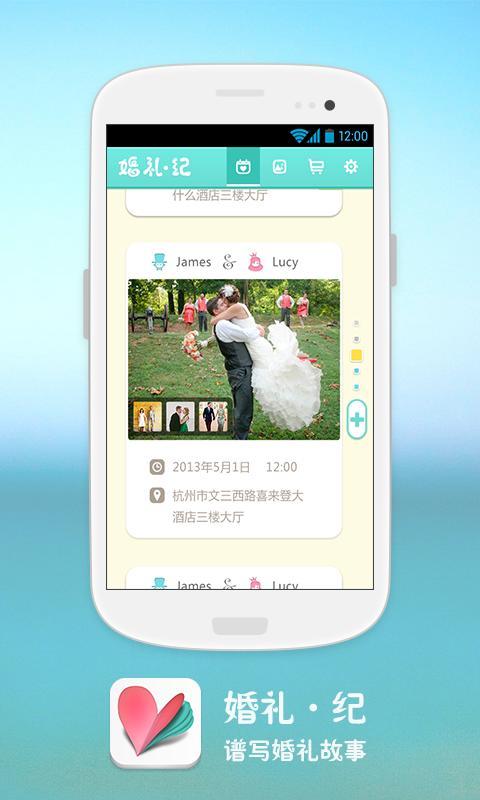 12:00
婚礼·纪
什么酒店三楼大厅
James & Lucy
2013年5月1日 12:00
杭州市文三西路喜来登大
酒店三楼大厅
James & Lucy
婚礼·纪
谱写婚礼故事